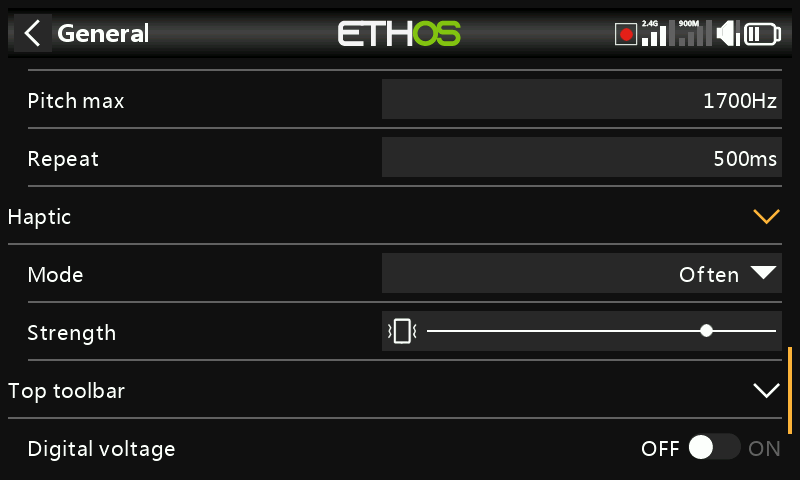 General
ETHOS
2.4G
900M
Pitch max
1700Hz
Repeat
500ms
Haptic
Mode
Often
Strength
Top toolbar
Digital voltage
OFF
ON